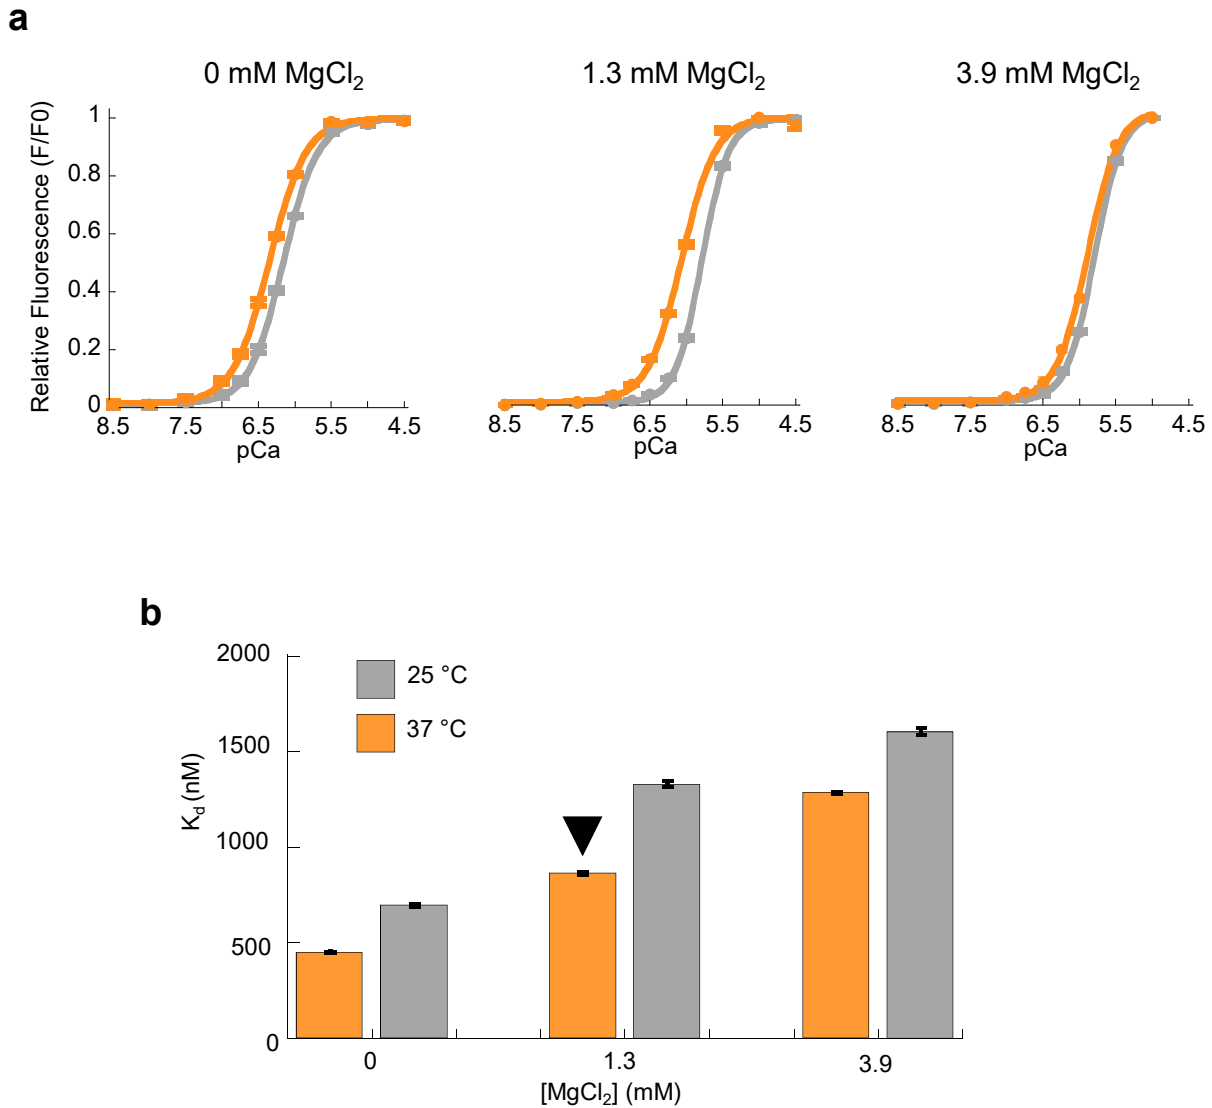 a
0 mM MgCl₂
1.3 mM MgCl₂
3.9 mM MgCl₂
Relative Fluorescence (F/F0)
1
0.8
0.6
0.4
0.2
0
8.5 7.5 6.5 5.5 4.5
pCa
8.5 7.5 6.5 5.5 4.5
pCa
8.5 7.5 6.5 5.5 4.5
pCa
b
2000
1500
1000
500
0
K_d (nM)
25 °C
37 °C
0 1.3 3.9
[MgCl₂] (mM)